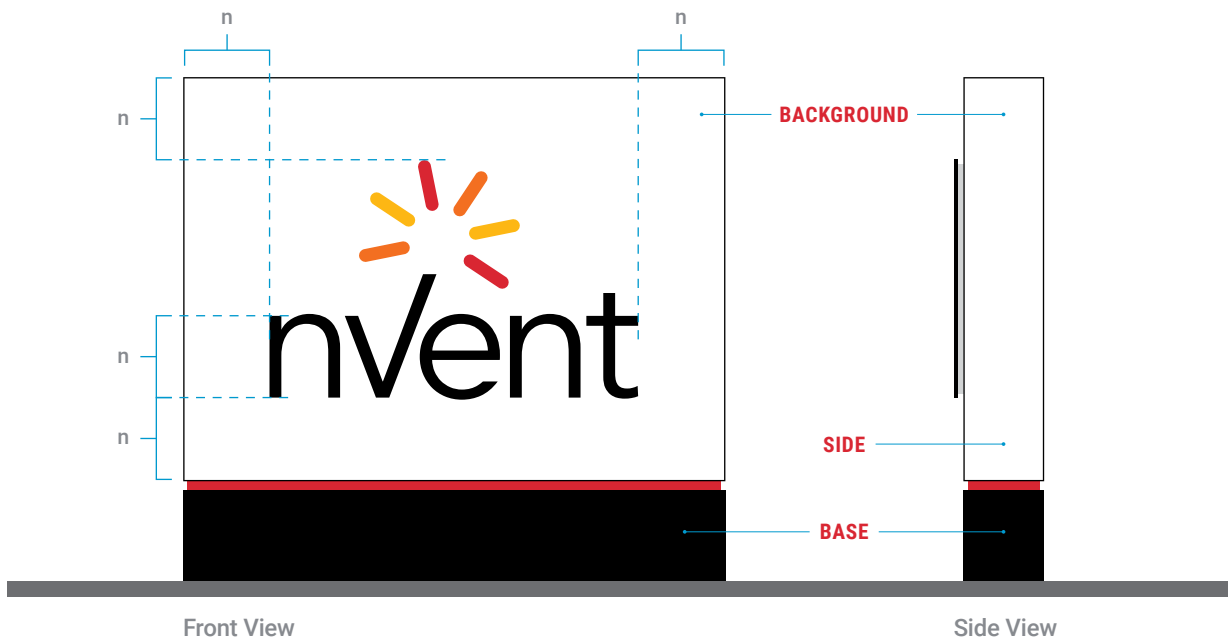 n
n
n
BACKGROUND
nvent
n
n
SIDE
BASE
Front View
Side View